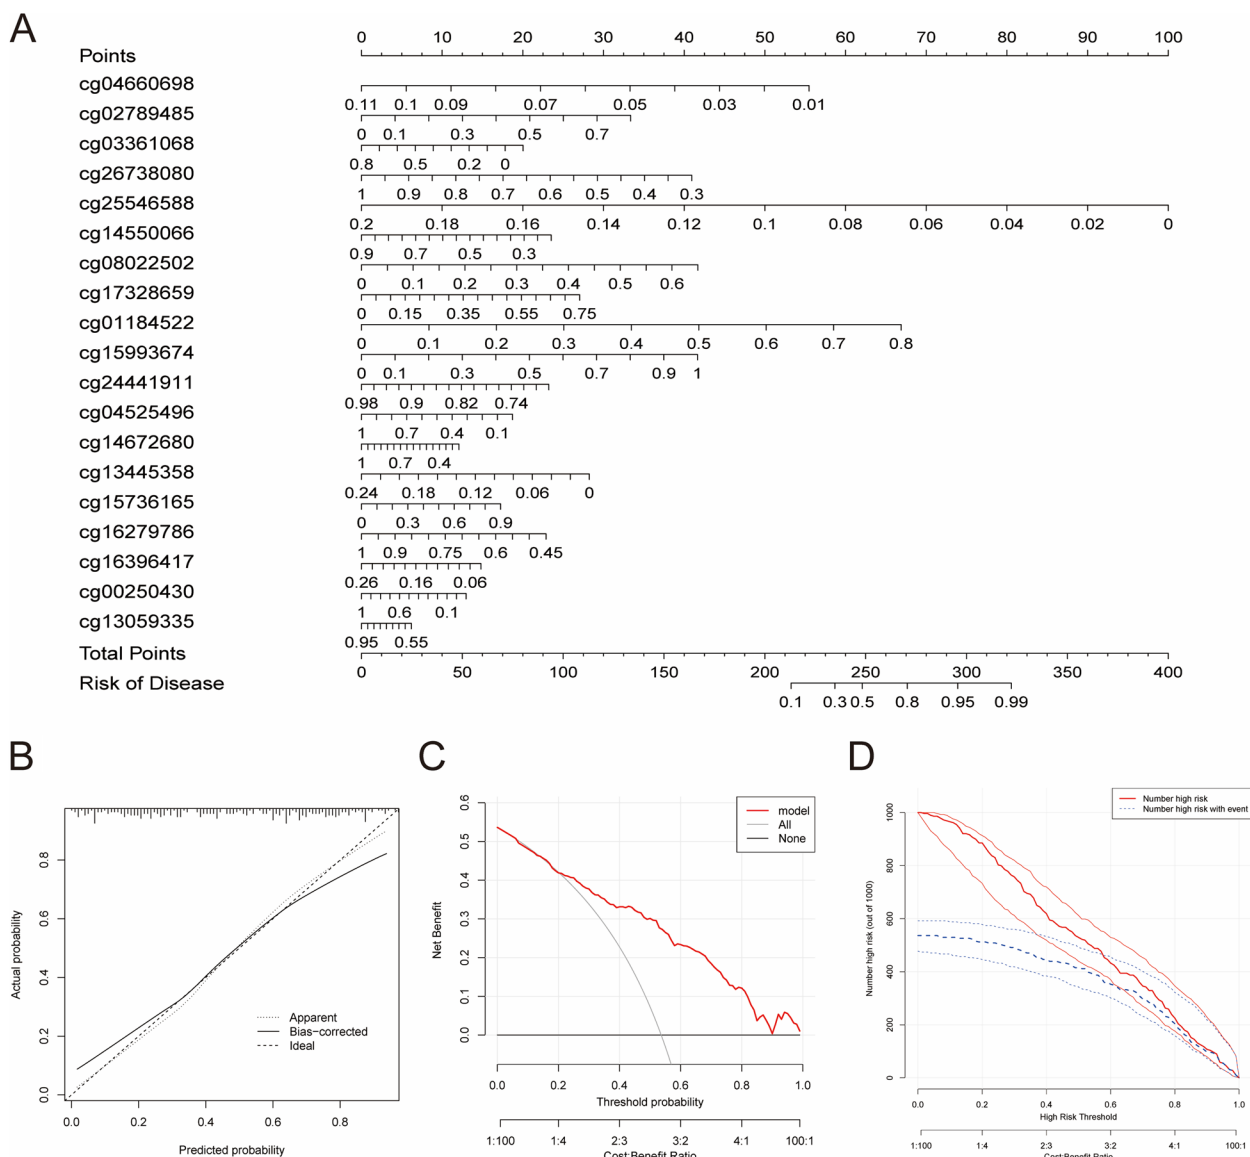 A
0 10 20 30 40 50 60 70 80 90 100
Points
cg04660698
0.11 0.1 0.09 0.07 0.05 0.03 0.01
cg02789485
0 0.1 0.3 0.5 0.7
cg03361068
0.8 0.5 0.2 0
cg26738080
1 0.9 0.8 0.7 0.6 0.5 0.4 0.3
cg25546588
0.2 0.18 0.16 0.14 0.12 0.1 0.08 0.06 0.04 0.02 0
cg14550066
0.9 0.7 0.5 0.3
cg08022502
0 0.1 0.2 0.3 0.4 0.5 0.6
cg17328659
0 0.15 0.35 0.55 0.75
cg01184522
0 0.1 0.2 0.3 0.4 0.5 0.6 0.7 0.8
cg15993674
0 0.1 0.3 0.5 0.7 0.9 1
cg24441911
0.98 0.9 0.82 0.74
cg04525496
1 0.7 0.4 0.1
cg14672680
1 0.7 0.4
cg13445358
0.24 0.18 0.12 0.06 0
cg15736165
0 0.3 0.6 0.9
cg16279786
1 0.9 0.75 0.6 0.45
cg16396417
0.26 0.16 0.06
cg00250430
1 0.6 0.1
cg13059335
0.95 0.55
Total Points
0 50 100 150 200 250 300 350 400
Risk of Disease
0.1 0.3 0.5 0.8 0.95 0.99
B
Actual probability
0.8
0.6
0.4
0.2
0.0
Apparent
Bias-corrected
Ideal
0.0 0.2 0.4 0.6 0.8
Predicted probability
C
Net Benefit
0.6
0.5
0.4
0.3
0.2
0.1
0.0
model
All
None
0.0 0.2 0.4 0.6 0.8 1.0
Threshold probability
1:100 1:4 2:3 3:2 4:1 100:1
Cost:Benefit Ratio
D
Number high risk (out of 1000)
1000
800
600
400
200
0
Number high risk
Number high risk with event
0.0 0.2 0.4 0.6 0.8 1.0
High Risk Threshold
1:100 1:4 2:3 3:2 4:1 100:1
Cost:Benefit Ratio